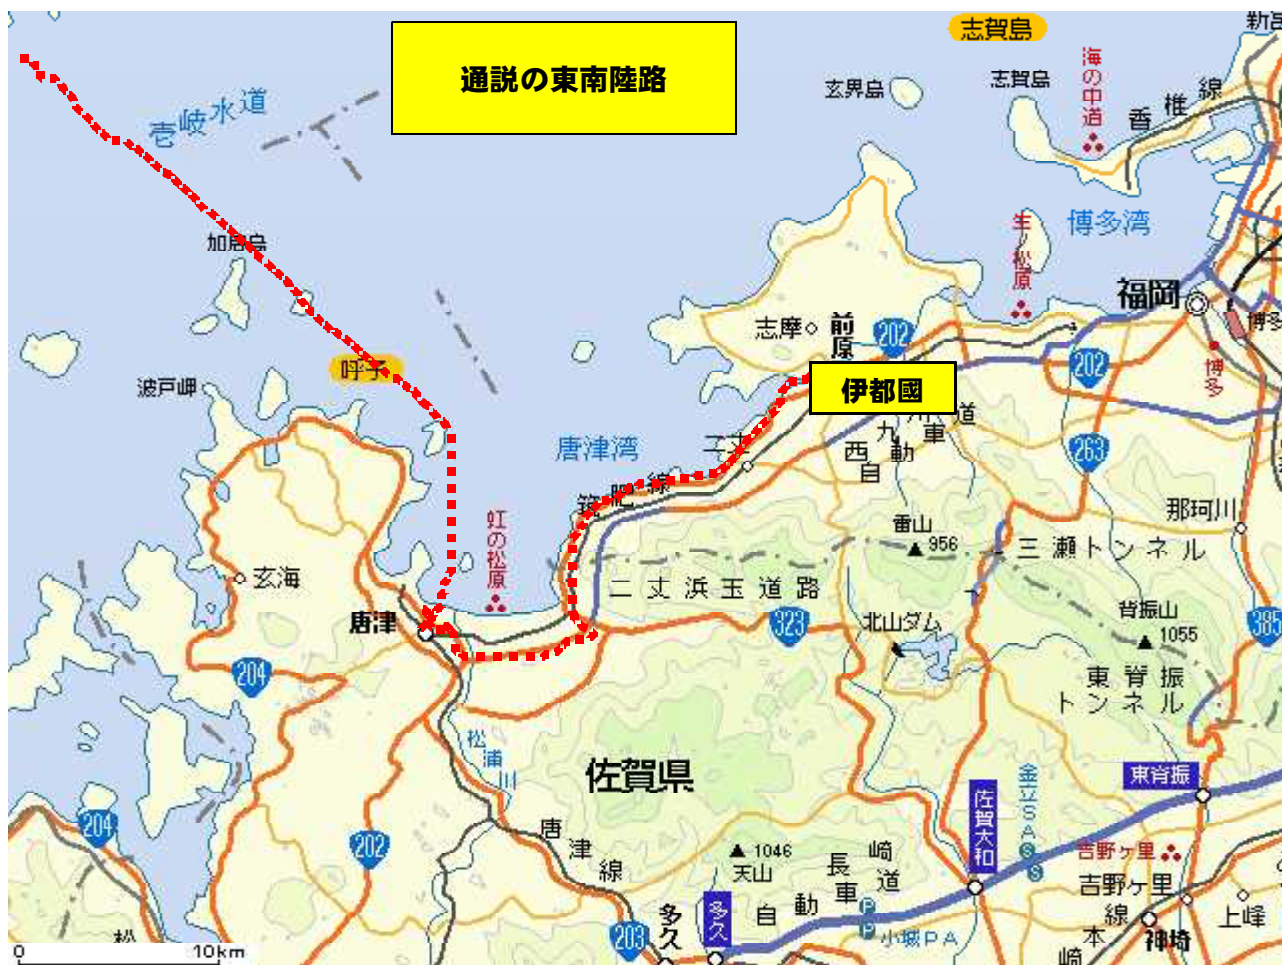 通説の東南陸路
志賀島
新宮
壱岐水道
玄界島
志賀島
海の中道
香椎線
加唐島
生ノ松原
博多湾
福岡
博多
博多
志摩
前原
202
呼子
波戸岬
伊都國
202
唐津湾
二丈
西九州自動車道
263
筑肥線
那珂川
雷山
956
三瀬トンネル
虹の松原
玄海
二丈浜玉道路
背振山
1055
唐津
323
北山ダム
385
204
東脊振
トンネル
松浦川
佐賀県
東脊振
佐賀大和
金立SA
204
202
唐津線
1046
天山
長崎自動車道
吉野ヶ里
吉野ヶ里
上峰
多久
多久
203
小城PA
神埼
松
0
10km